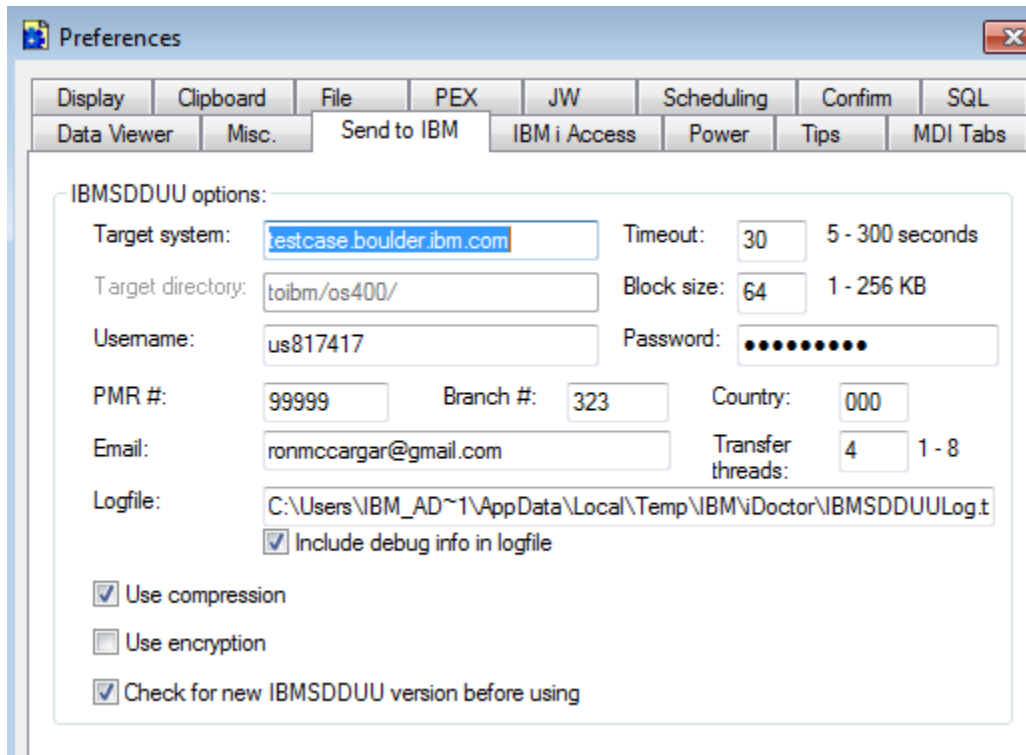 Preferences
Display Clipboard File PEX JW Scheduling Confirm SQL
Data Viewer Misc. Send to IBM IBM i Access Power Tips MDI Tabs
IBMSDDUU options:
Target system: testcase.boulder.ibm.com Timeout: 30 5 - 300 seconds
Target directory: toibm/os400/ Block size: 64 1 - 256 KB
Username: us817417 Password: ●●●●●●●●●
PMR #: 99999 Branch #: 323 Country: 000
Email: ronmccargar@gmail.com Transfer threads: 4 1 - 8
Logfile: C:\Users\IBM_AD~1\AppData\Local\Temp\IBM\iDoctor\IBMSDDUULog.t
Include debug info in logfile
Use compression
Use encryption
Check for new IBMSDDUU version before using